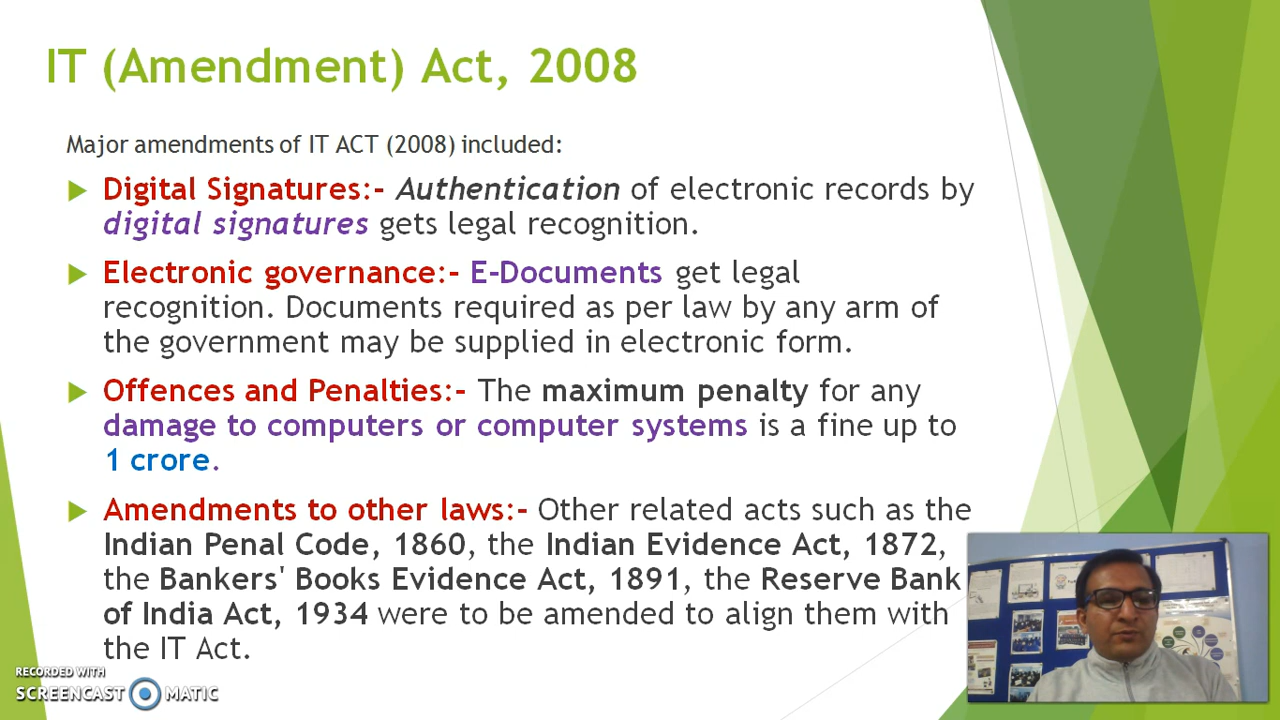 IT (Amendment) Act, 2008
Major amendments of IT ACT (2008) included:
Digital Signatures:- Authentication of electronic records by
digital signatures gets legal recognition.
Electronic governance:- E-Documents get legal
recognition. Documents required as per law by any arm of
the government may be supplied in electronic form.
Offences and Penalties:- The maximum penalty for any
damage to computers or computer systems is a fine up to
1 crore.
Amendments to other laws:- Other related acts such as the
Indian Penal Code, 1860, the Indian Evidence Act, 1872,
the Bankers' Books Evidence Act, 1891, the Reserve Bank
of India Act, 1934 were to be amended to align them with
the IT Act.
RECORDED WITH
SCREENCAST MATIC